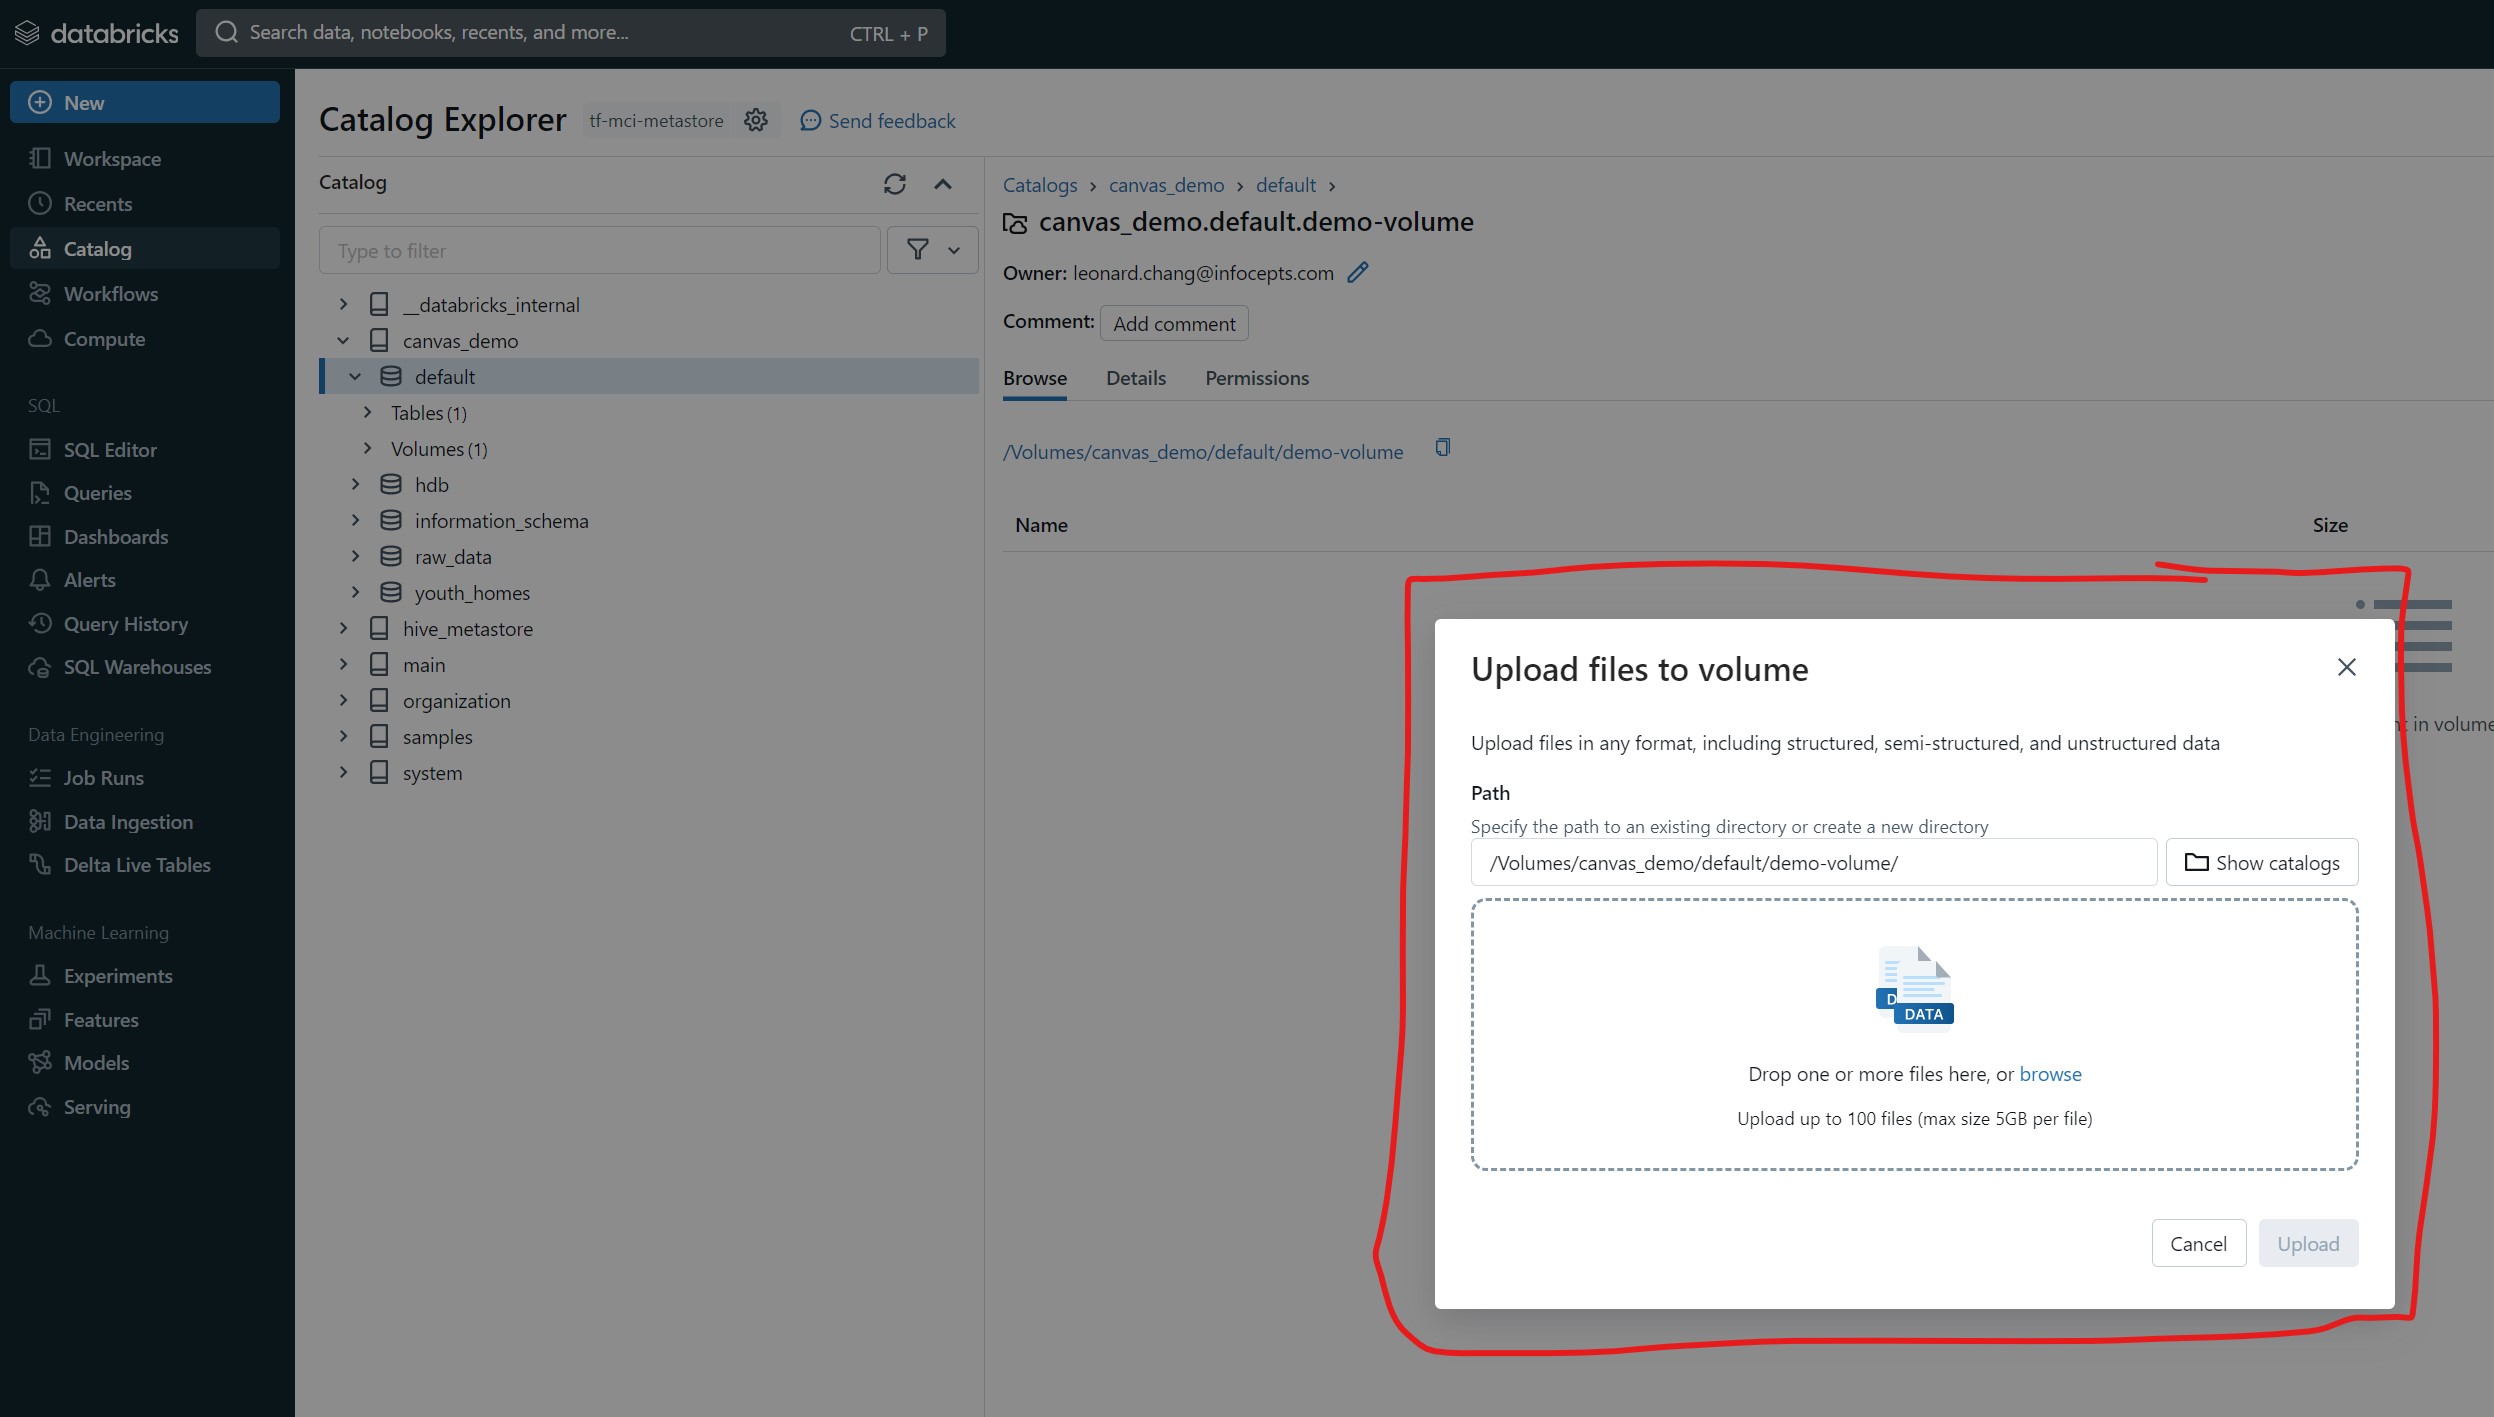 databricks
Search data, notebooks, recents, and more...
CTRL + P
New
Workspace
Recents
Catalog
Workflows
Compute
SQL
SQL Editor
Queries
Dashboards
Alerts
Query History
SQL Warehouses
Data Engineering
Job Runs
Data Ingestion
Delta Live Tables
Machine Learning
Experiments
Features
Models
Serving
Catalog Explorer
tf-mci-metastore
Send feedback
Catalog
Type to filter
__databricks_internal
canvas_demo
default
Tables (1)
Volumes (1)
hdb
information_schema
raw_data
youth_homes
hive_metastore
main
organization
samples
system
Catalogs > canvas_demo > default >
canvas_demo.default.demo-volume
Owner: leonard.chang@infocepts.com
Comment: Add comment
Browse Details Permissions
/Volumes/canvas_demo/default/demo-volume
Name Size
in volume
Upload files to volume
Upload files in any format, including structured, semi-structured, and unstructured data
Path
Specify the path to an existing directory or create a new directory
/Volumes/canvas_demo/default/demo-volume/
Show catalogs
D
DATA
Drop one or more files here, or browse
Upload up to 100 files (max size 5GB per file)
Cancel Upload